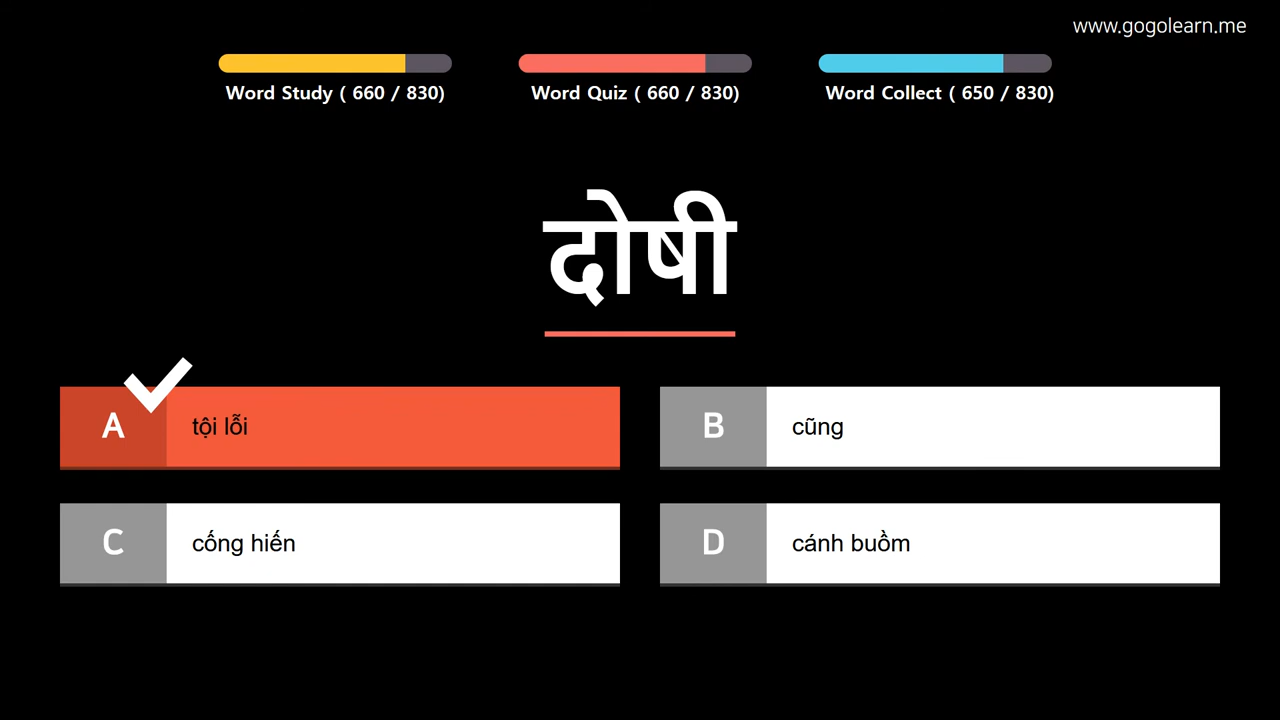 www.gogolearn.me
Word Study ( 660 / 830)
Word Quiz ( 660 / 830)
Word Collect ( 650 / 830)
दोषी
A tội lỗi
B cũng
C cống hiến
D cánh buồm